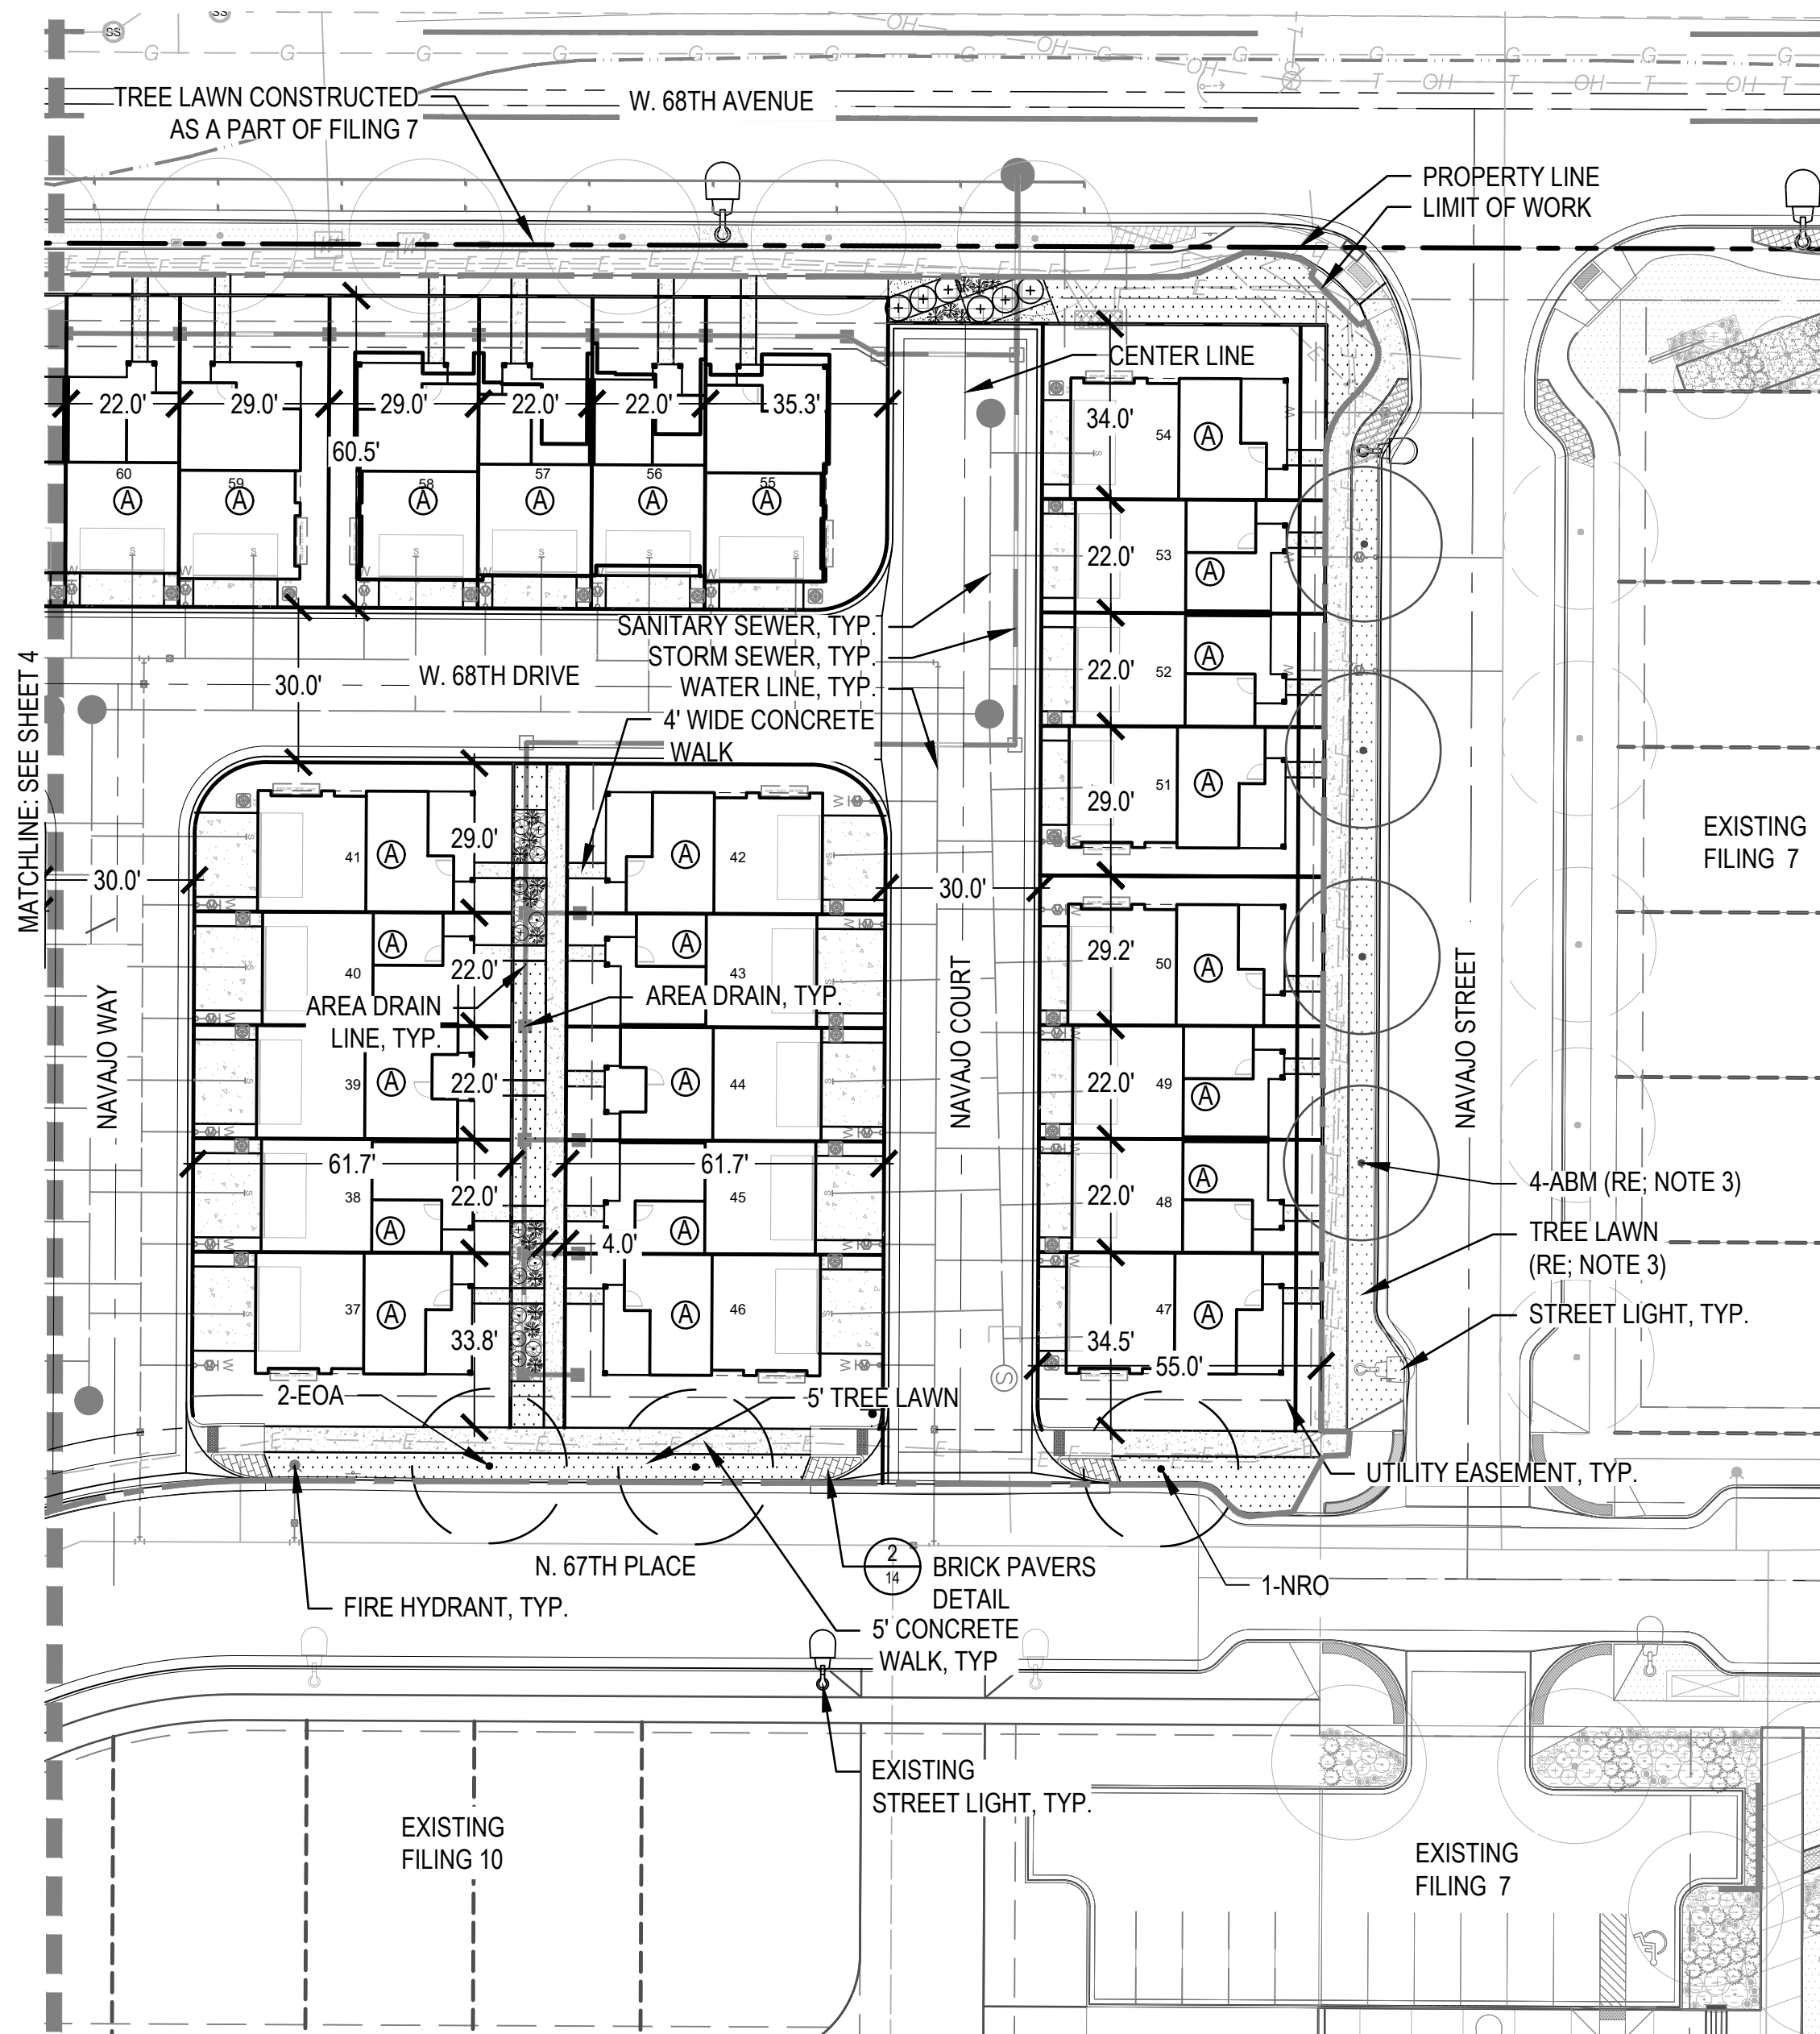 SS
SS
OH
OH
OH
OH
OH
OH
G
G
G
G
G
G
G
G
G
G
T
T
T
T
TREE LAWN CONSTRUCTED
AS A PART OF FILING 7
W. 68TH AVENUE
PROPERTY LINE
LIMIT OF WORK
CENTER LINE
22.0'
29.0'
29.0'
22.0'
22.0'
35.3'
60.5'
60
59
58
57
56
55
A
A
A
A
A
A
34.0'
54
A
22.0'
53
A
22.0'
52
A
29.0'
51
A
SANITARY SEWER, TYP.
STORM SEWER, TYP.
WATER LINE, TYP.
4' WIDE CONCRETE
WALK
W. 68TH DRIVE
30.0'
MATCHLINE: SEE SHEET 4
30.0'
30.0'
NAVAJO WAY
NAVAJO COURT
NAVAJO STREET
EXISTING
FILING 7
41
A
29.0'
A
42
40
A
22.0'
A
43
AREA DRAIN
LINE, TYP.
AREA DRAIN, TYP.
39
A
22.0'
A
44
61.7'
61.7'
38
A
22.0'
A
45
4.0'
37
A
33.8'
A
46
29.2'
50
A
22.0'
49
A
22.0'
48
A
34.5'
47
A
55.0'
4-ABM (RE; NOTE 3)
TREE LAWN
(RE; NOTE 3)
STREET LIGHT, TYP.
2-EOA
5' TREE LAWN
UTILITY EASEMENT, TYP.
N. 67TH PLACE
2
14
BRICK PAVERS
DETAIL
1-NRO
FIRE HYDRANT, TYP.
5' CONCRETE
WALK, TYP
EXISTING
STREET LIGHT, TYP.
EXISTING
FILING 10
EXISTING
FILING 7